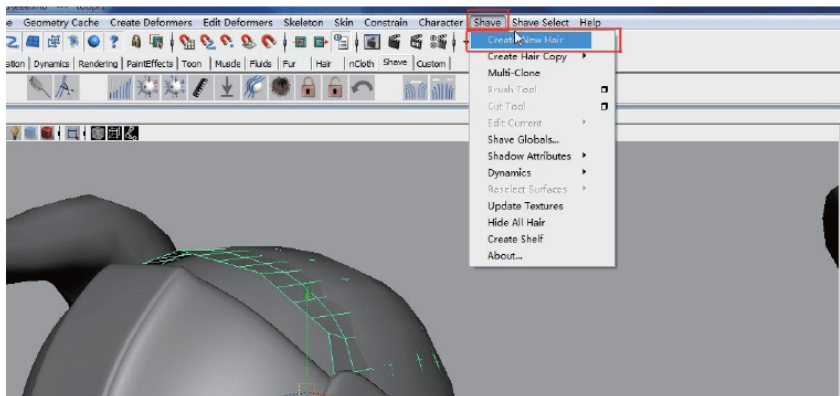 Geometry Cache Create Deformers Edit Deformers Skeleton Skin Constrain Character Shave Shave Select Help
Dynamics Rendering PaintEffects Toon Muscle Fluids Fur Hair nCloth Shave Custom
Create New Hair
Create Hair Copy
Multi-Clone
Brush Tool
Cut Tool
Edit Current
Shave Globals...
Shadow Attributes
Dynamics
Reselect Surfaces
Update Textures
Hide All Hair
Create Shelf
About...